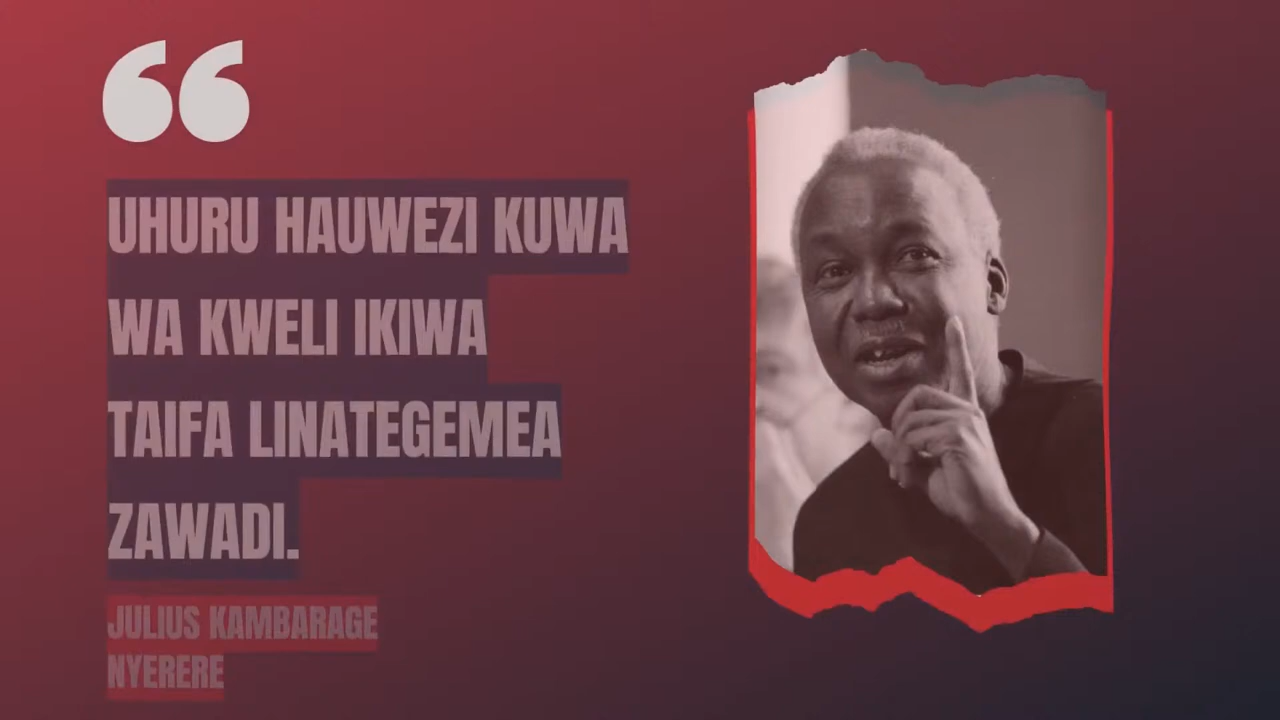 “
UHURU HAUWEZI KUWA
WA KWELI IKIWA
TAIFA LINATEGEMEA
ZAWADI.
JULIUS KAMBARAGE
NYERERE